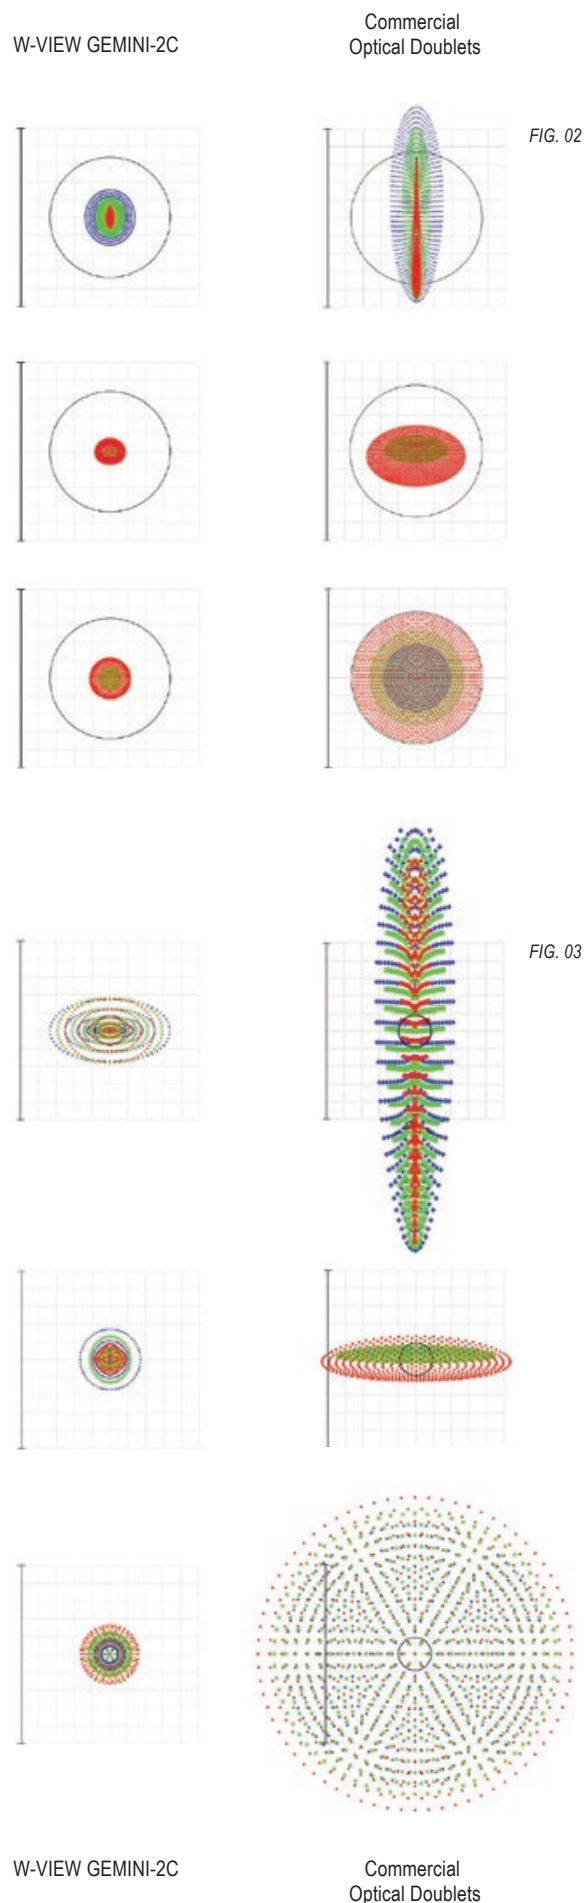 W-VIEW GEMINI-2C
Commercial
Optical Doublets
FIG. 02
FIG. 03
W-VIEW GEMINI-2C
Commercial
Optical Doublets